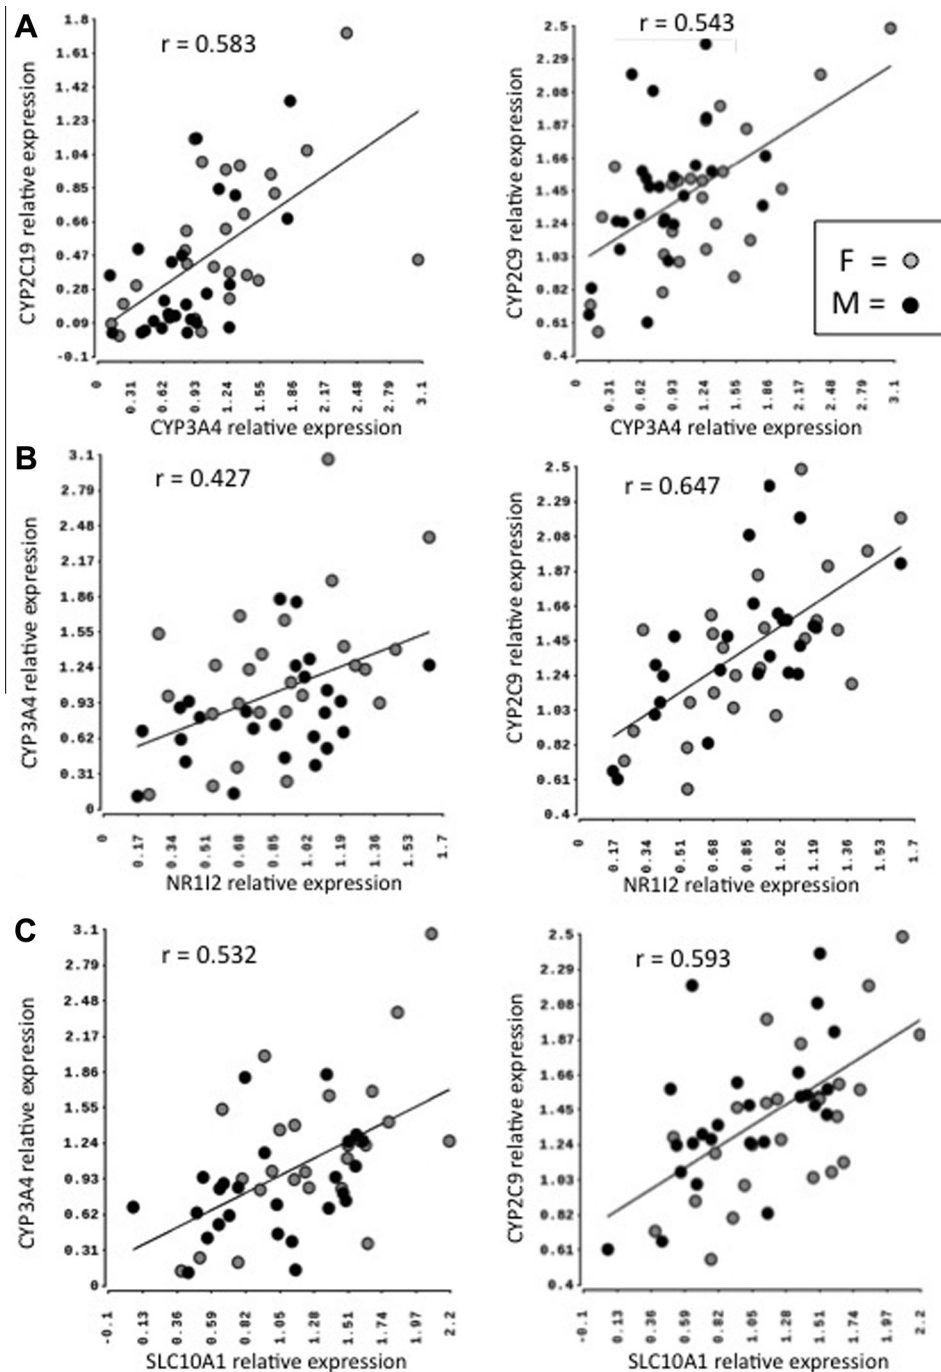 A
r = 0.583
CYP2C19 relative expression
1.8
1.61
1.42
1.23
1.04
0.85
0.66
0.47
0.28
0.09
-0.1
0 0.31 0.62 0.93 1.24 1.55 1.86 2.17 2.48 2.79 3.1
CYP3A4 relative expression
r = 0.543
CYP2C9 relative expression
2.5
2.29
2.08
1.87
1.66
1.45
1.24
1.03
0.82
0.61
0.4
0 0.31 0.62 0.93 1.24 1.55 1.86 2.17 2.48 2.79 3.1
CYP3A4 relative expression
F =
M =
B
r = 0.427
CYP3A4 relative expression
3.1
2.79
2.48
2.17
1.86
1.55
1.24
0.93
0.62
0.31
0
0 0.17 0.34 0.51 0.68 0.85 1.02 1.19 1.36 1.53 1.7
NR1I2 relative expression
r = 0.647
CYP2C9 relative expression
2.5
2.29
2.08
1.87
1.66
1.45
1.24
1.03
0.82
0.61
0.4
0 0.17 0.34 0.51 0.68 0.85 1.02 1.19 1.36 1.53 1.7
NR1I2 relative expression
C
r = 0.532
CYP3A4 relative expression
3.1
2.79
2.48
2.17
1.86
1.55
1.24
0.93
0.62
0.31
0
-0.1 0.13 0.36 0.59 0.82 1.05 1.28 1.51 1.74 1.97 2.2
SLC10A1 relative expression
r = 0.593
CYP2C9 relative expression
2.5
2.29
2.08
1.87
1.66
1.45
1.24
1.03
0.82
0.61
0.4
-0.1 0.13 0.36 0.59 0.82 1.05 1.28 1.51 1.74 1.97 2.2
SLC10A1 relative expression